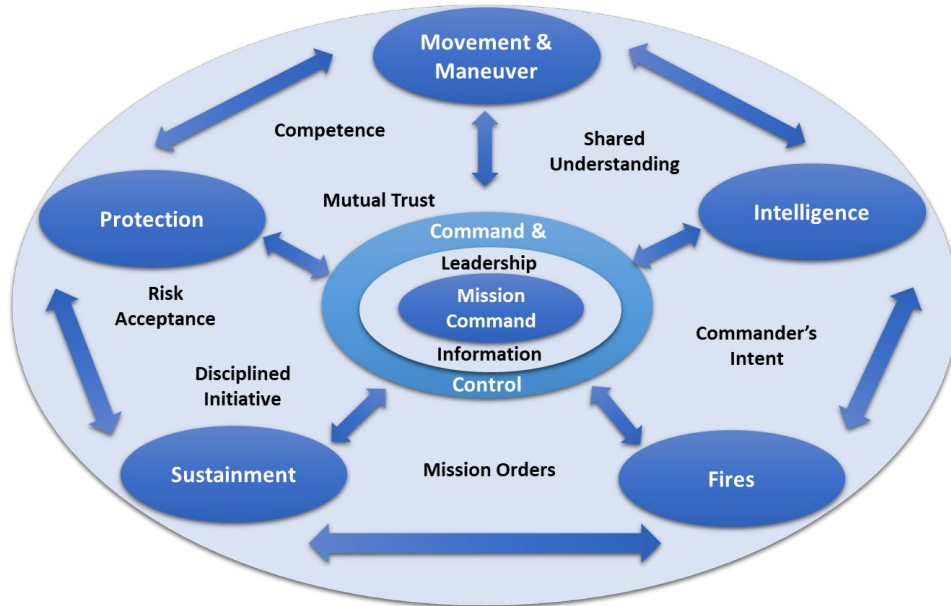 Movement &
Maneuver
Competence
Shared
Understanding
Mutual Trust
Protection
Intelligence
Command &
Leadership
Mission
Command
Information
Control
Risk
Acceptance
Commander’s
Intent
Disciplined
Initiative
Sustainment
Mission Orders
Fires